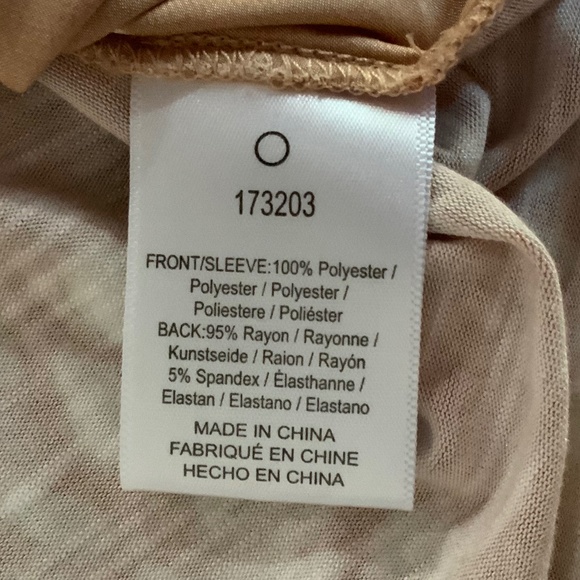 173203
FRONT/SLEEVE:100% Polyester /
Polyester / Polyester /
Poliestere / Poliéster
BACK:95% Rayon / Rayonne /
Kunstseide / Raion / Rayón
5% Spandex / Élasthanne /
Elastan / Elastano / Elastano
MADE IN CHINA
FABRIQUÉ EN CHINE
HECHO EN CHINA